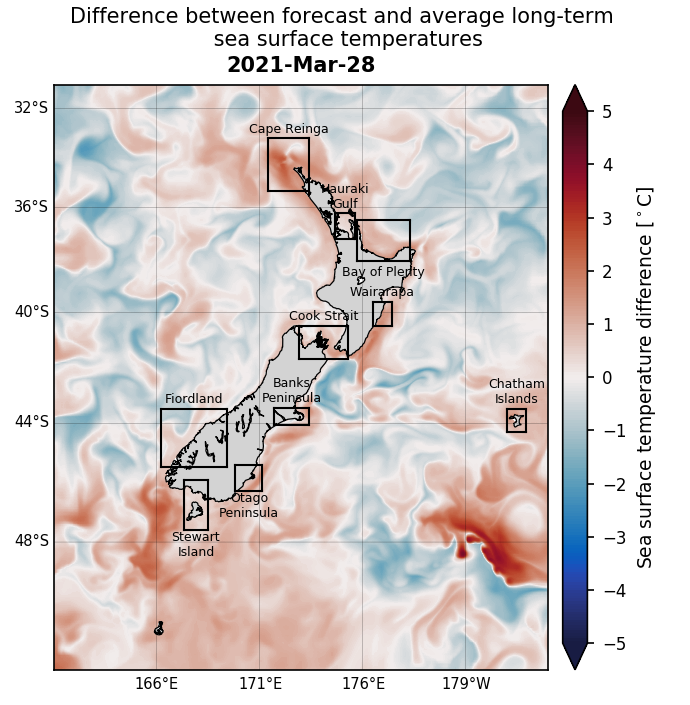 Difference between forecast and average long-term
sea surface temperatures
2021-Mar-28
32°S
36°S
40°S
44°S
48°S
Cape Reinga
Hauraki
Gulf
Bay of Plenty
Wairarapa
Cook Strait
Banks
Peninsula
Fiordland
Chatham
Islands
Otago
Peninsula
Stewart
Island
166°E
171°E
176°E
179°W
5
4
3
2
1
0
−1
−2
−3
−4
−5
Sea surface temperature difference [°C]